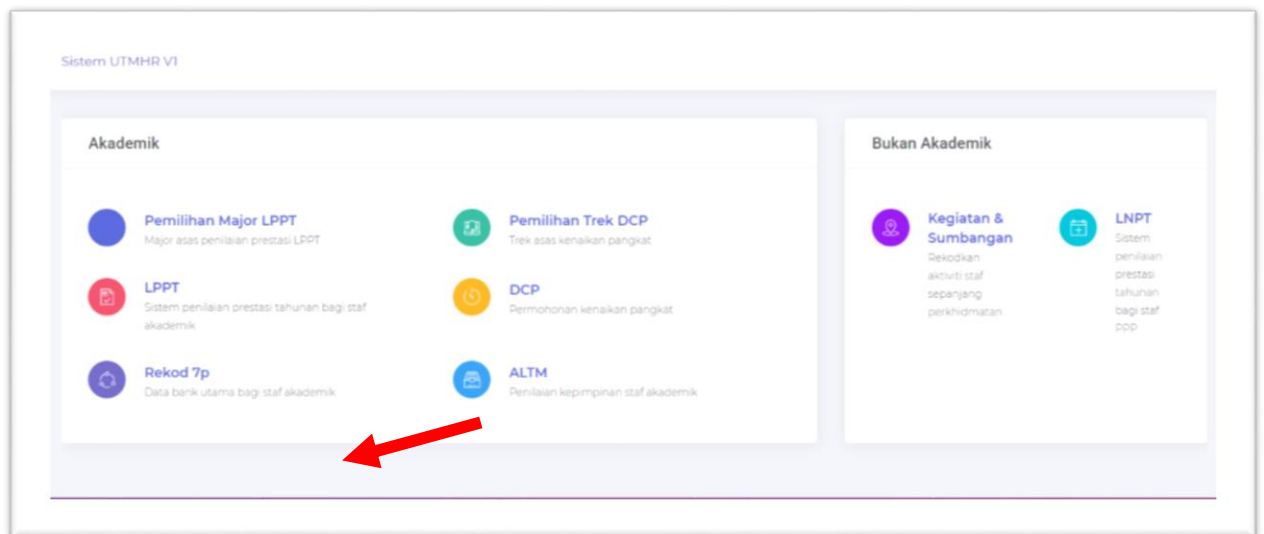 Sistem UTMHR V1
Akademik
Pemilihan Major LPPT
Major asas penilaian prestasi LPPT
Pemilihan Trek DCP
Trek asas kenaikan pangkat
LPPT
Sistem penilaian prestasi tahunan bagi staf
akademik
DCP
Permohonan kenaikan pangkat
Rekod 7p
Data bank utama bagi staf akademik
ALTM
Penilaian kepimpinan staf akademik
Bukan Akademik
Kegiatan &
Sumbangan
Rekodkan
aktiviti staf
sepanjang
perkhidmatan
LNPT
Sistem
penilaian
prestasi
tahunan
bagi staf
PPP